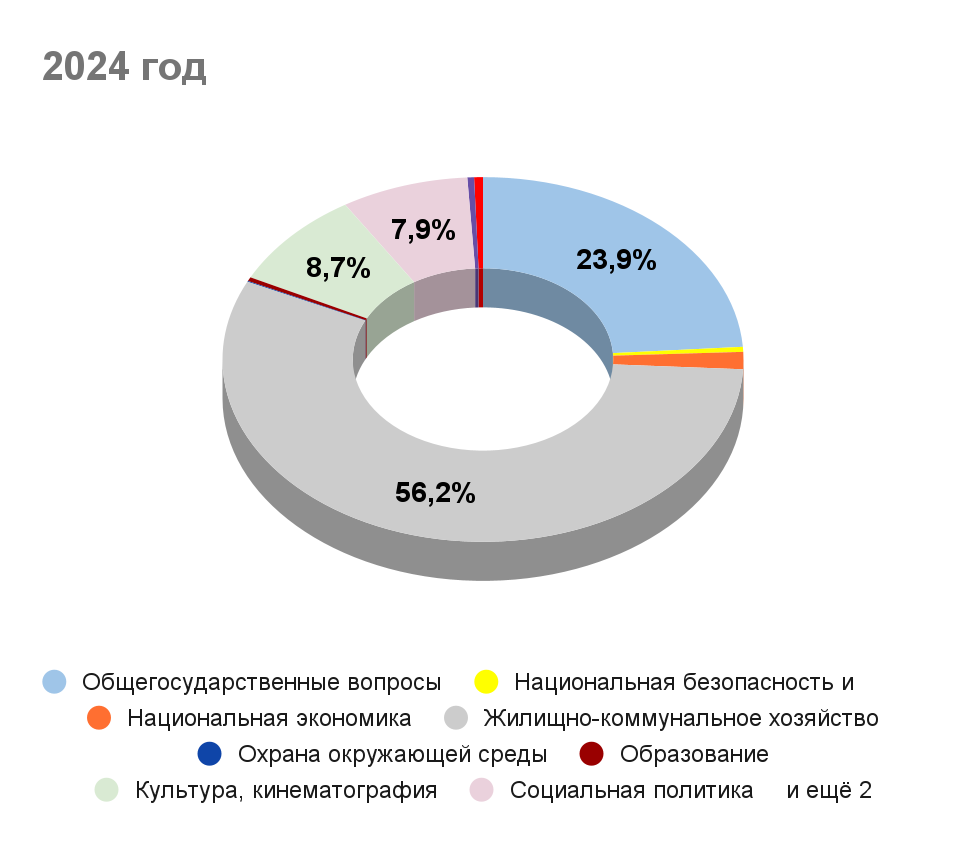 2024 год
7,9%
8,7%
23,9%
56,2%
Общегосударственные вопросы
Национальная безопасность и
Национальная экономика
Жилищно-коммунальное хозяйство
Охрана окружающей среды
Образование
Культура, кинематография
Социальная политика
и ещё 2